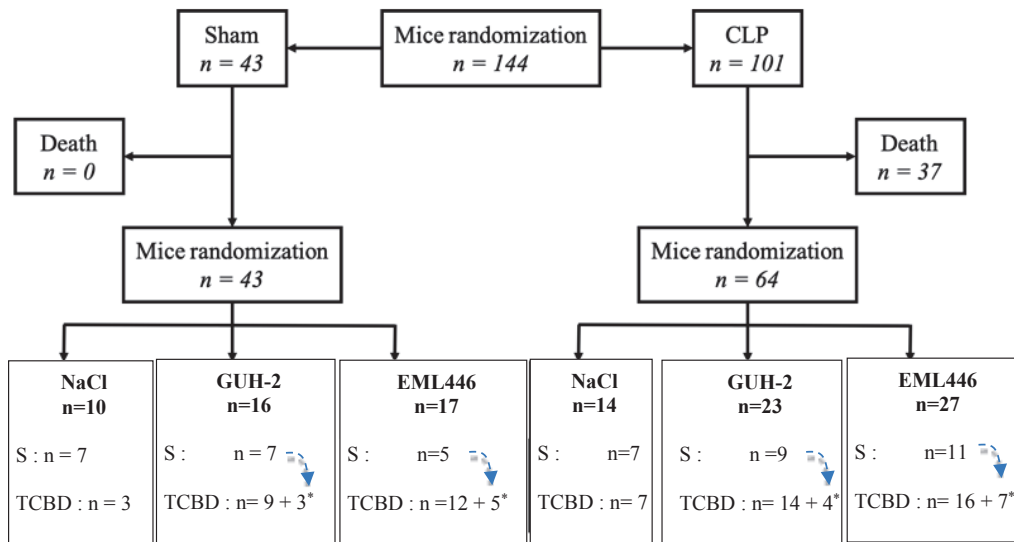 Sham
n = 43
Mice randomization
n = 144
CLP
n = 101
Death
n = 0
Death
n = 37
Mice randomization
n = 43
Mice randomization
n = 64
NaCl
n=10
S : n = 7
TCBD : n = 3
GUH-2
n=16
S : n = 7
TCBD : n= 9 + 3*
EML446
n=17
S : n=5
TCBD : n =12 + 5*
NaCl
n=14
S : n=7
TCBD : n= 7
GUH-2
n=23
S : n =9
TCBD : n= 14 + 4*
EML446
n=27
S : n=11
TCBD : n= 16 + 7*